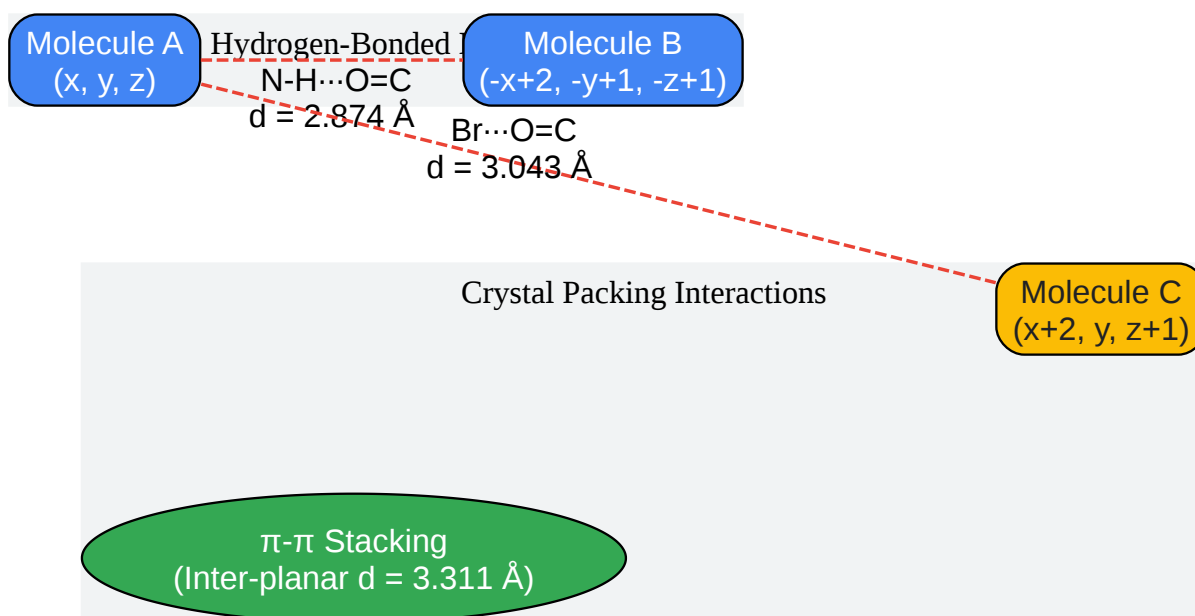 Molecule A
(x, y, z)
Hydrogen-Bonded
Molecule B
(-x+2, -y+1, -z+1)
N-H···O=C
d = 2.874 Å
Br···O=C
d = 3.043 Å
Crystal Packing Interactions
Molecule C
(x+2, y, z+1)
π-π Stacking
(Inter-planar d = 3.311 Å)